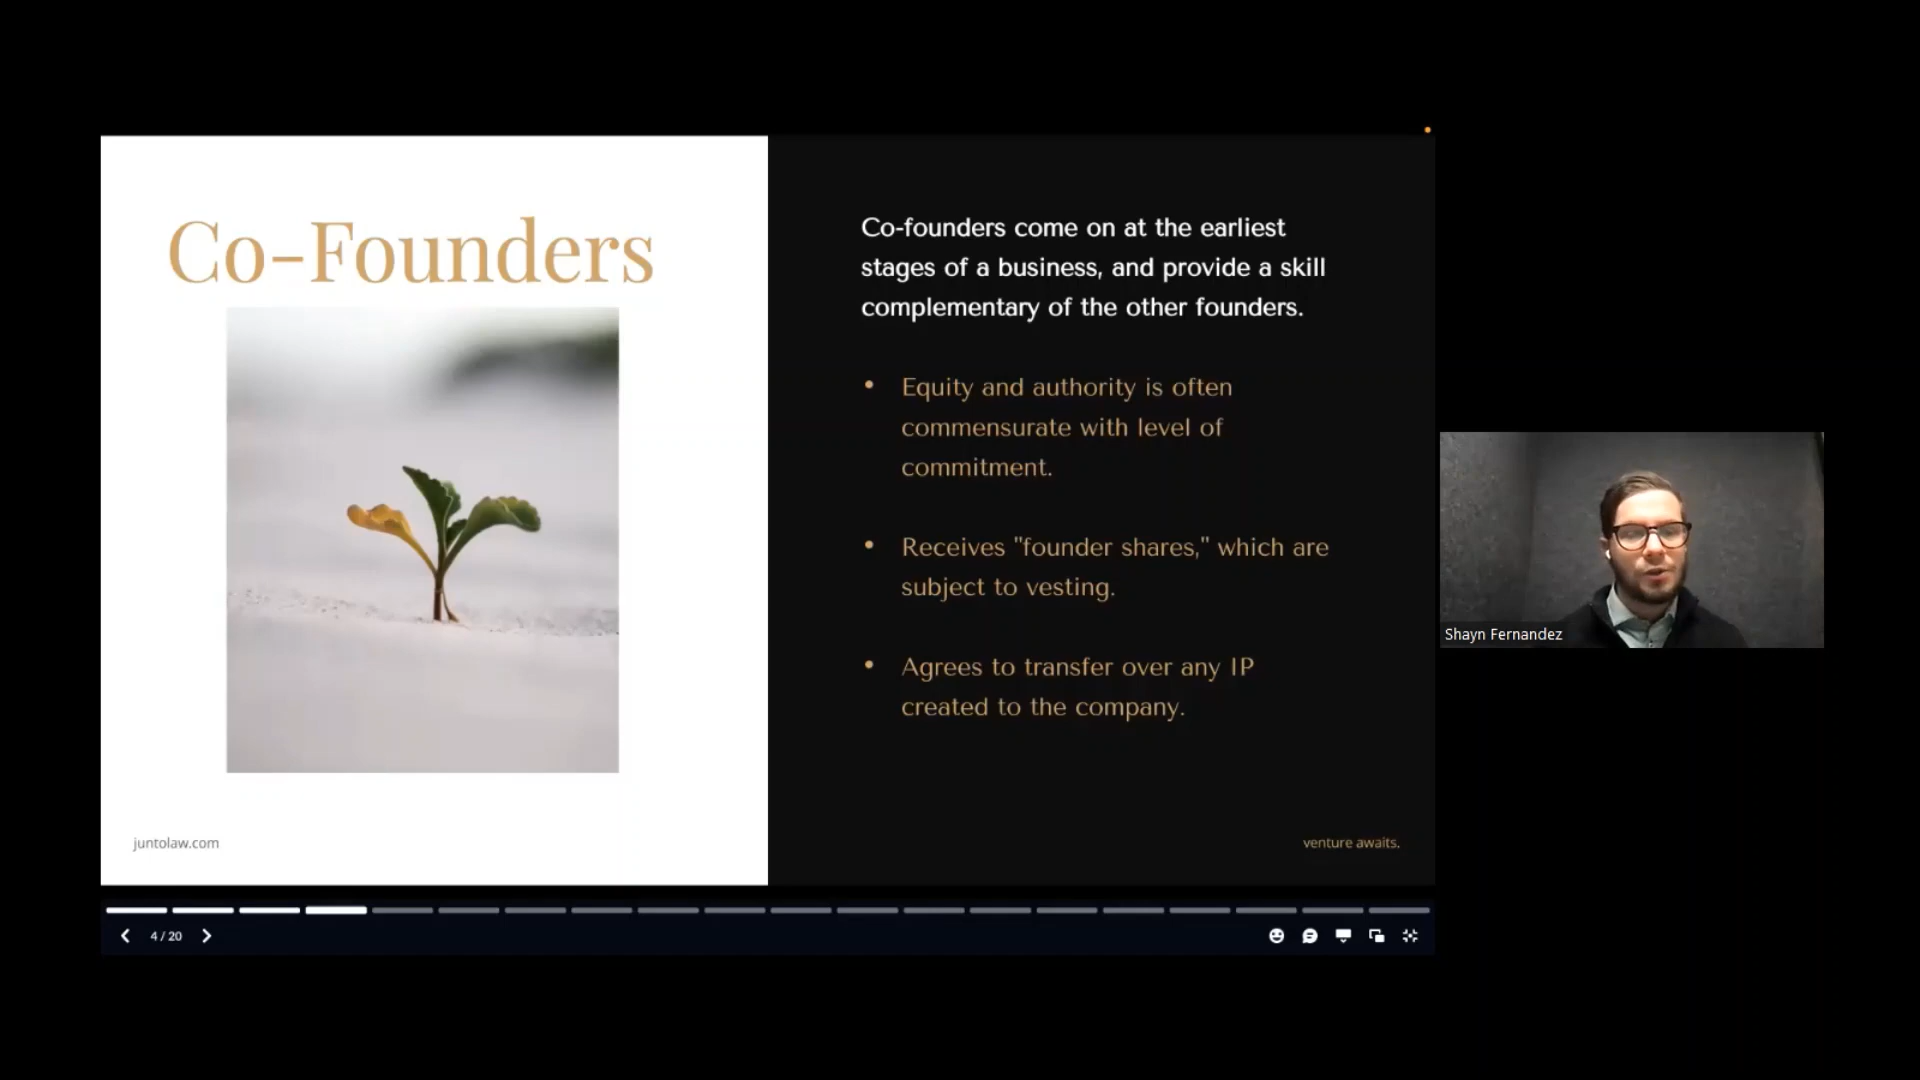 Co-Founders
Co-founders come on at the earliest
stages of a business, and provide a skill
complementary of the other founders.
• Equity and authority is often
commensurate with level of
commitment.
• Receives "founder shares," which are
subject to vesting.
• Agrees to transfer over any IP
created to the company.
juntolaw.com
venture awaits.
4 / 20
Shayn Fernandez